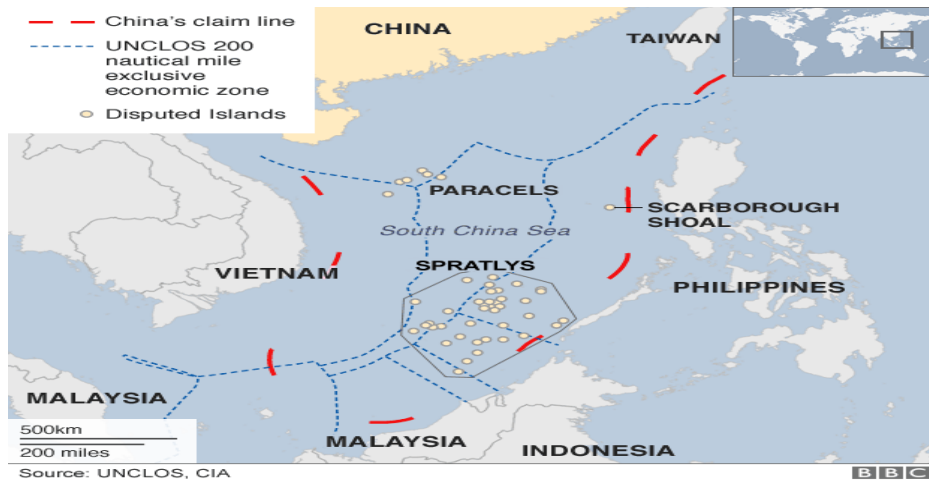 China's claim line
UNCLOS 200
nautical mile
exclusive
economic zone
Disputed Islands
CHINA
TAIWAN
PARACELS
SCARBOROUGH
SHOAL
South China Sea
SPRATLYS
VIETNAM
PHILIPPINES
MALAYSIA
500km
200 miles
MALAYSIA
INDONESIA
Source: UNCLOS, CIA
BBC